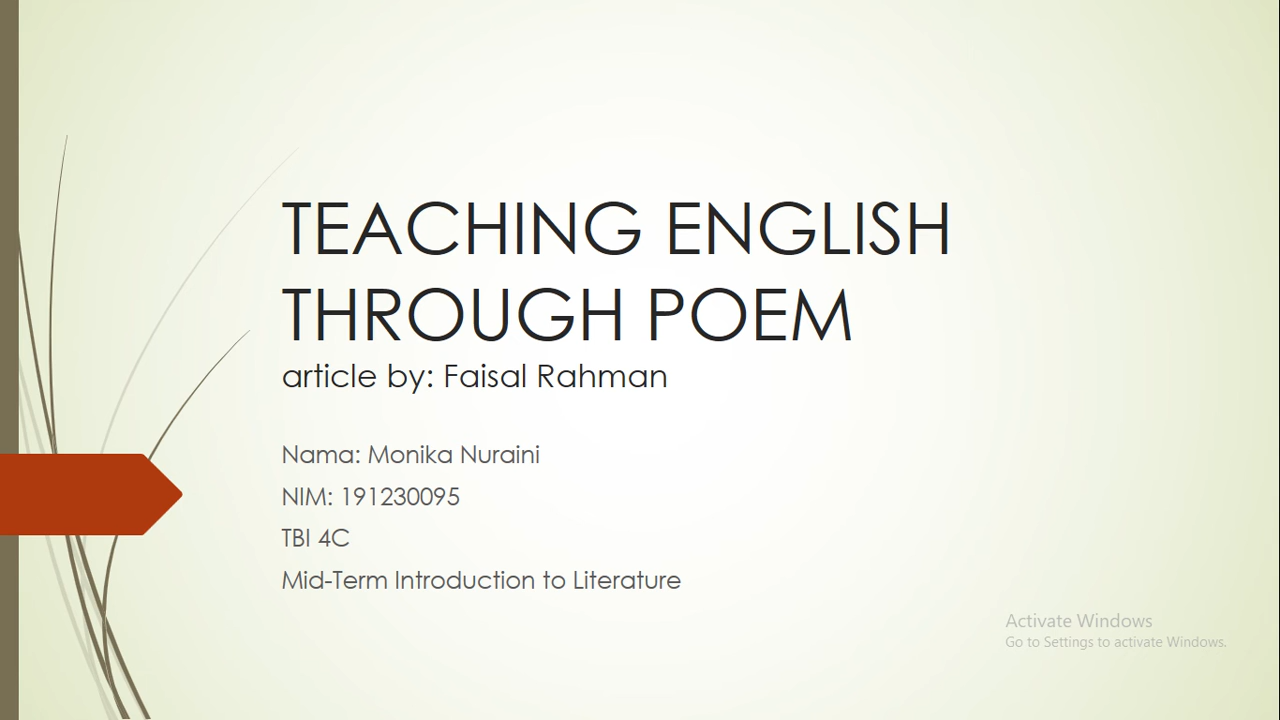 TEACHING ENGLISH
THROUGH POEM
article by: Faisal Rahman
Nama: Monika Nuraini
NIM: 191230095
TBI 4C
Mid-Term Introduction to Literature
Activate Windows
Go to Settings to activate Windows.